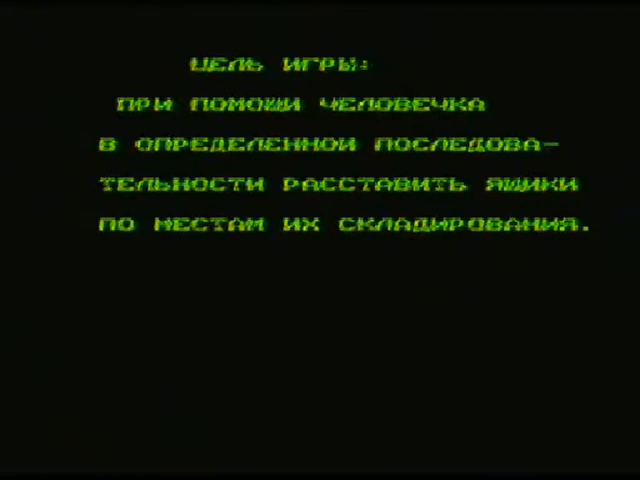 ЦЕЛЬ ИГРЫ:
ПРИ ПОМОЩИ ЧЕЛОВЕЧКА
В ОПРЕДЕЛЕННОЙ ПОСЛЕДОВА-
ТЕЛЬНОСТИ РАССТАВИТЬ ЯЩИКИ
ПО МЕСТАМ ИХ СКЛАДИРОВАНИЯ.